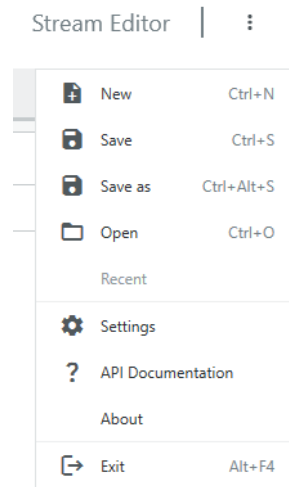 Stream Editor
New Ctrl+N
Save Ctrl+S
Save as Ctrl+Alt+S
Open Ctrl+O
Recent
Settings
? API Documentation
About
Exit Alt+F4